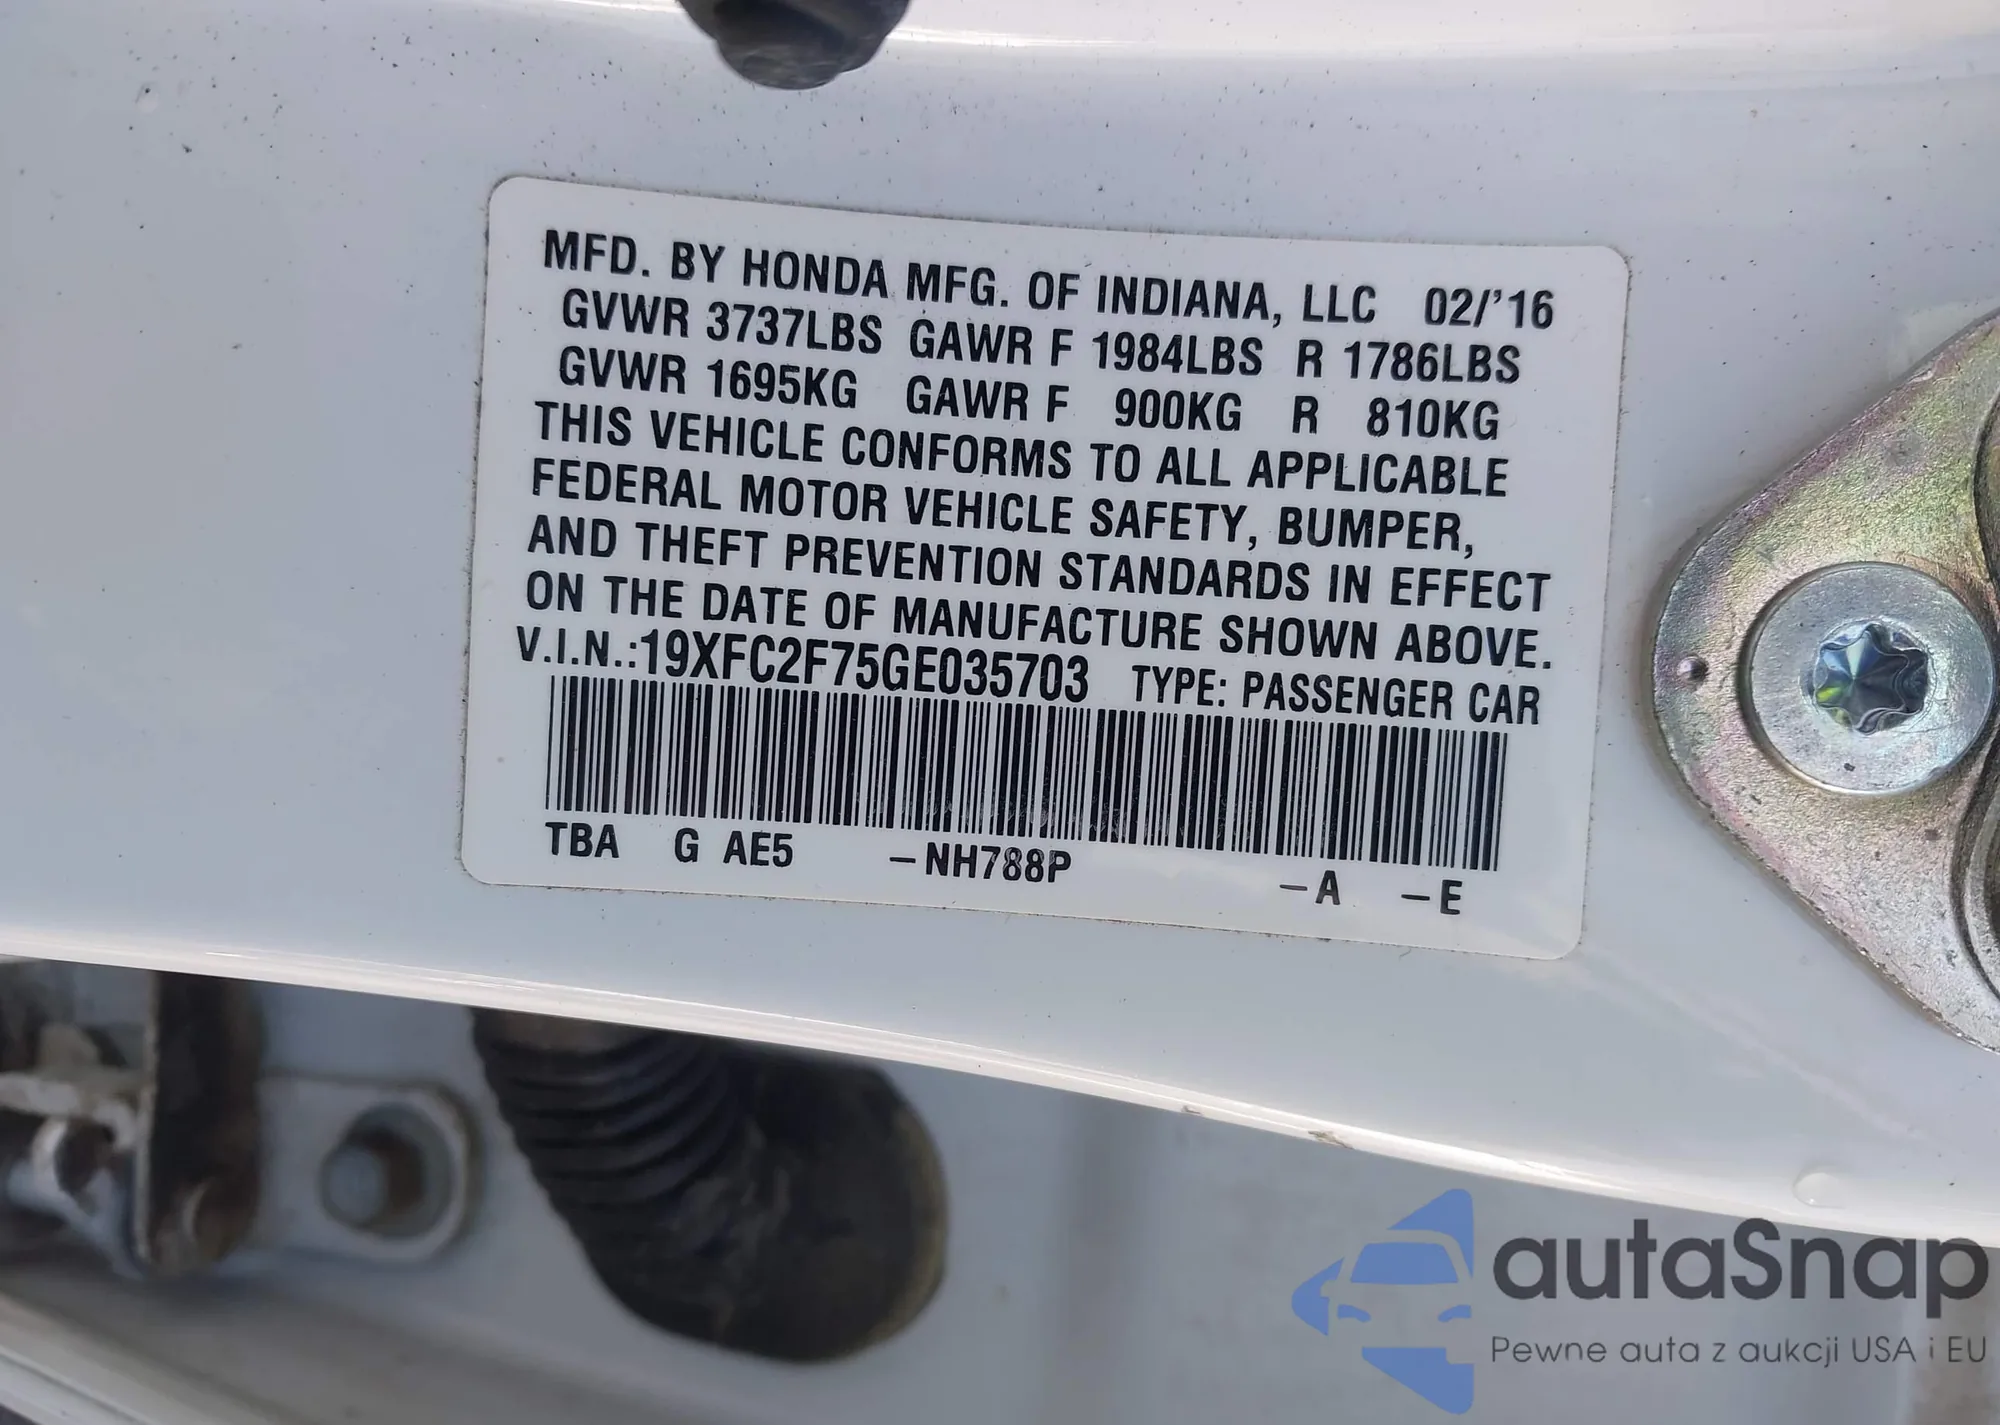 MFD. BY HONDA MFG. OF INDIANA, LLC 02/'16
GVWR 3737LBS GAWR F 1984LBS R 1786LBS
GVWR 1695KG GAWR F 900KG R 810KG
THIS VEHICLE CONFORMS TO ALL APPLICABLE
FEDERAL MOTOR VEHICLE SAFETY, BUMPER,
AND THEFT PREVENTION STANDARDS IN EFFECT
ON THE DATE OF MANUFACTURE SHOWN ABOVE.
V.I.N.:19XFC2F75GE035703 TYPE: PASSENGER CAR
TBA G AE5 –NH788P –A –E
autaSnap
Pewne auta z aukcji USA i EU